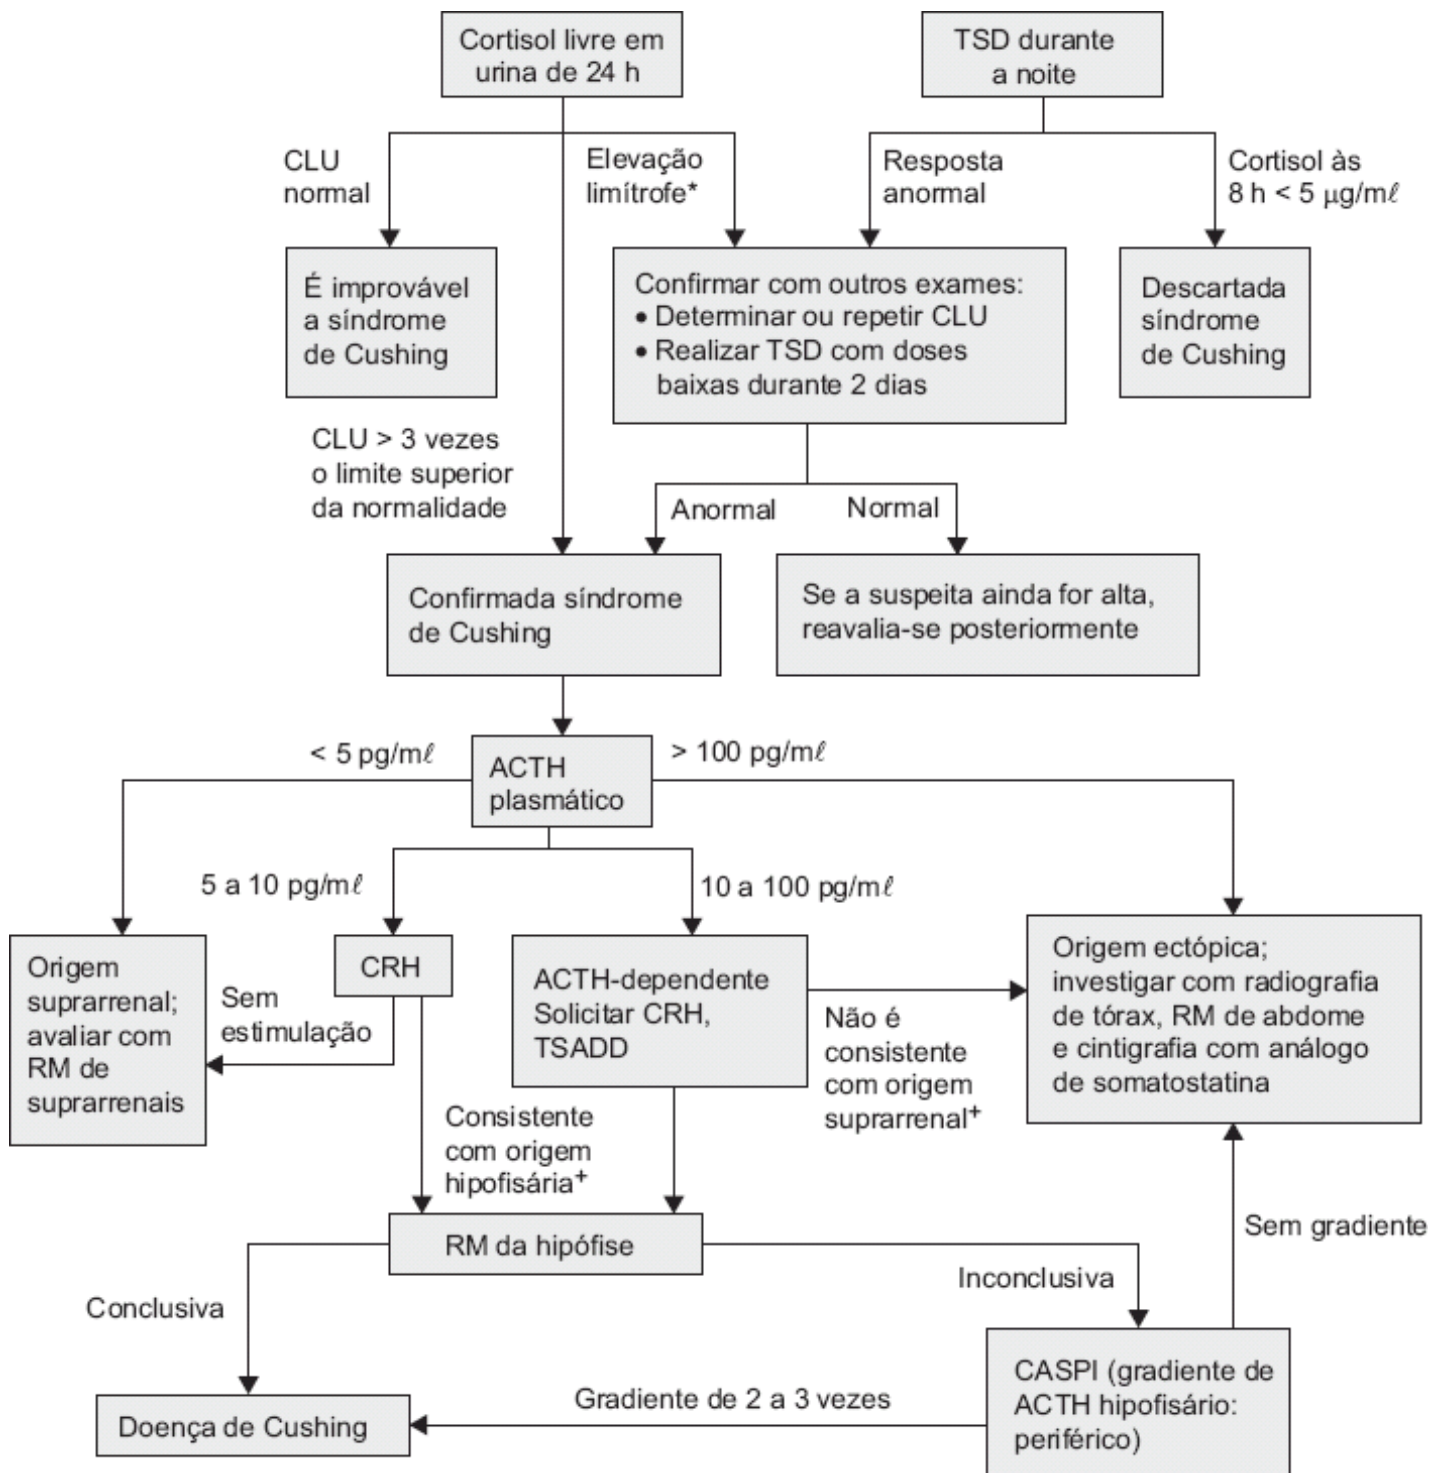 Cortisol livre em
urina de 24 h
TSD durante
a noite
CLU
normal
Elevação
limítrofe*
Resposta
anormal
Cortisol às
8 h < 5 μg/mℓ
É improvável
a síndrome
de Cushing
Confirmar com outros exames:
• Determinar ou repetir CLU
• Realizar TSD com doses
baixas durante 2 dias
Descartada
síndrome
de Cushing
CLU > 3 vezes
o limite superior
da normalidade
Anormal
Normal
Confirmada síndrome
de Cushing
Se a suspeita ainda for alta,
reavalia-se posteriormente
< 5 pg/mℓ
ACTH
plasmático
> 100 pg/mℓ
5 a 10 pg/mℓ
10 a 100 pg/mℓ
Origem
suprarrenal;
avaliar com
RM de
suprarrenais
Sem
estimulação
CRH
ACTH-dependente
Solicitar CRH,
TSADD
Não é
consistente
com origem
suprarrenal+
Origem ectópica;
investigar com radiografia
de tórax, RM de abdome
e cintigrafia com análogo
de somatostatina
Consistente
com origem
hipofisária+
RM da hipófise
Sem gradiente
Conclusiva
Inconclusiva
Doença de Cushing
Gradiente de 2 a 3 vezes
CASPI (gradiente de
ACTH hipofisário:
periférico)